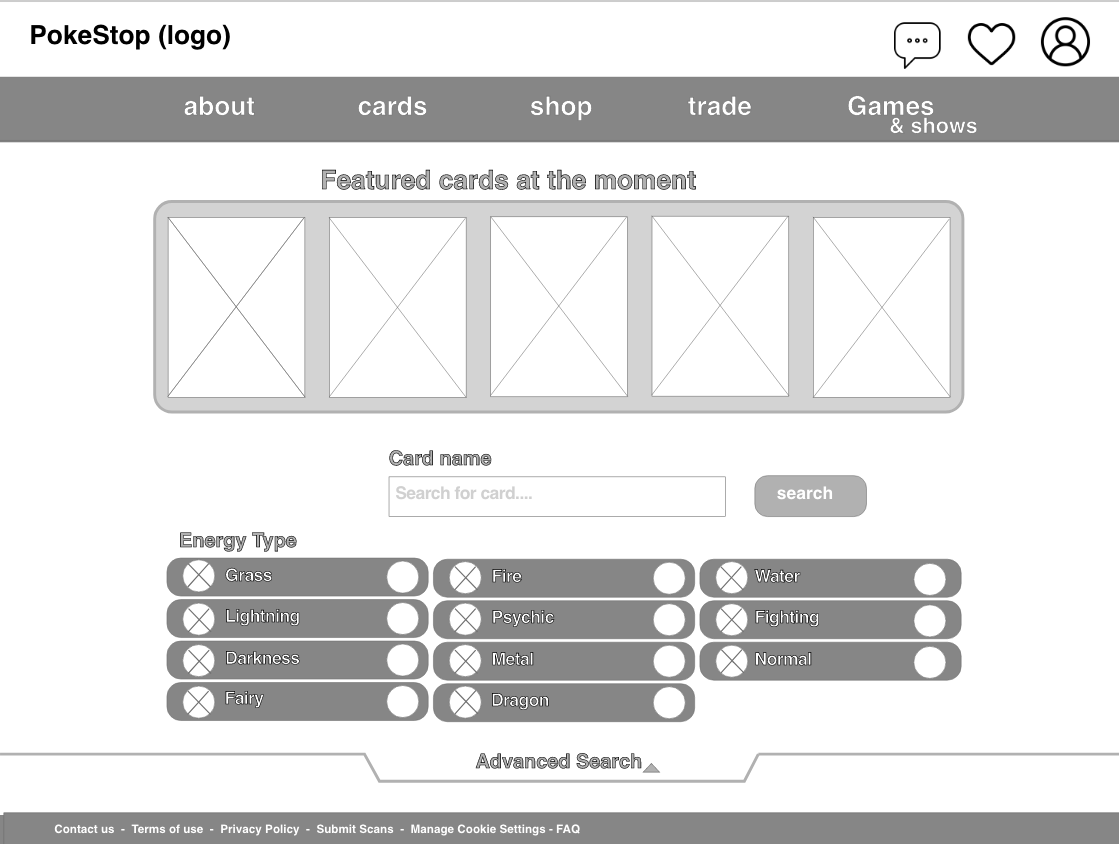 PokeStop (logo)
about cards shop trade Games
& shows
Featured cards at the moment
Card name
Search for card.... search
Energy Type
Grass Fire Water
Lightning Psychic Fighting
Darkness Metal Normal
Fairy Dragon
Advanced Search
Contact us - Terms of use - Privacy Policy - Submit Scans - Manage Cookie Settings - FAQ